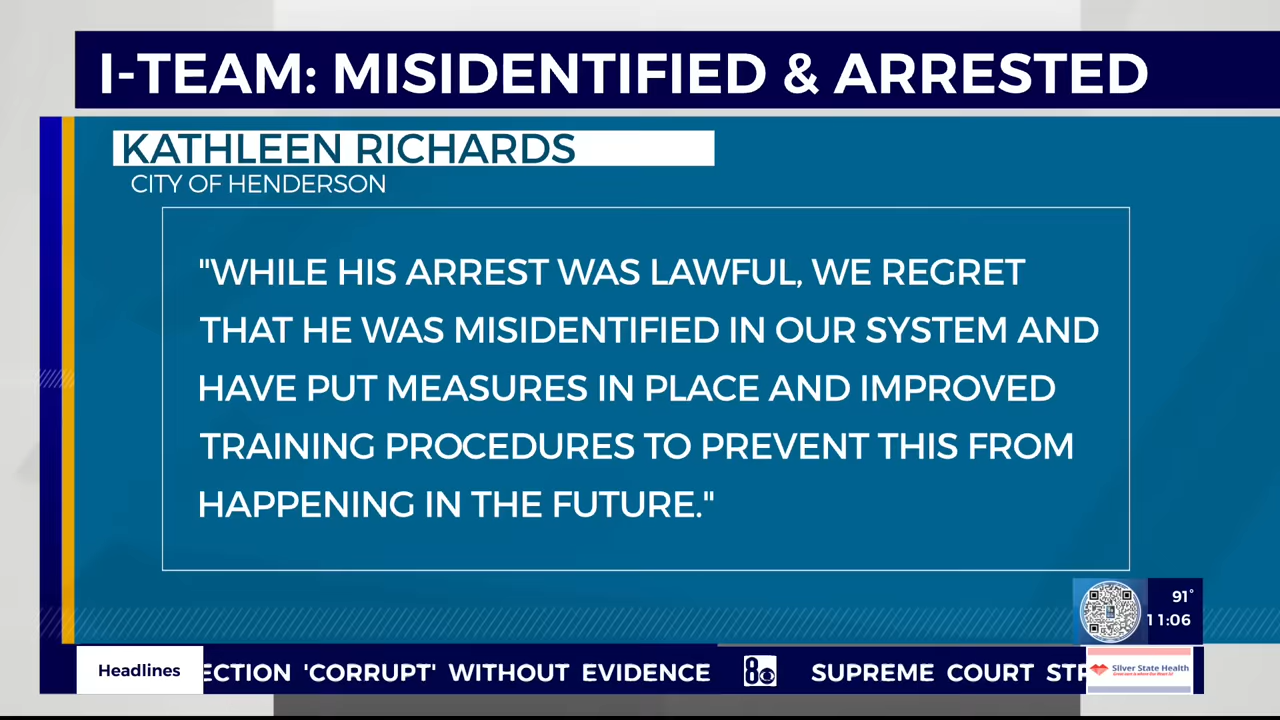 I-TEAM: MISIDENTIFIED & ARRESTED
KATHLEEN RICHARDS
CITY OF HENDERSON
"WHILE HIS ARREST WAS LAWFUL, WE REGRET
THAT HE WAS MISIDENTIFIED IN OUR SYSTEM AND
HAVE PUT MEASURES IN PLACE AND IMPROVED
TRAINING PROCEDURES TO PREVENT THIS FROM
HAPPENING IN THE FUTURE."
91°
11:06
Headlines
ECTION 'CORRUPT' WITHOUT EVIDENCE
8
SUPREME COURT STR
Silver State Health